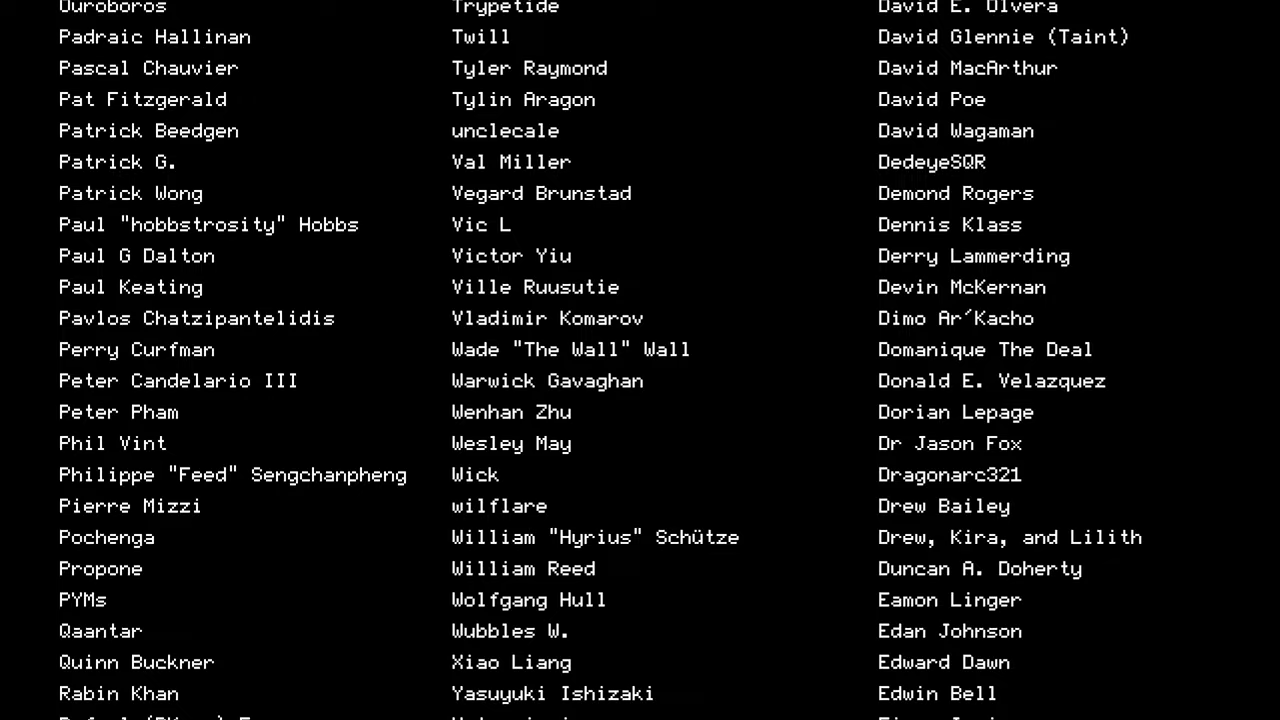 Ouroboros
Padraic Hallinan
Pascal Chauvier
Pat Fitzgerald
Patrick Beedgen
Patrick G.
Patrick Wong
Paul "hobbstrosity" Hobbs
Paul G Dalton
Paul Keating
Pavlos Chatzipantelidis
Perry Curfman
Peter Candelario III
Peter Pham
Phil Vint
Philippe "Feed" Sengchanpheng
Pierre Mizzi
Pochenga
Propone
PYMs
Qaantar
Quinn Buckner
Rabin Khan
Trypetide
Twill
Tyler Raymond
Tylin Aragon
unclecale
Val Miller
Vegard Brunstad
Vic L
Victor Yiu
Ville Ruusutie
Vladimir Komarov
Wade "The Wall" Wall
Warwick Gavaghan
Wenhan Zhu
Wesley May
Wick
wilflare
William "Hyrius" Schütze
William Reed
Wolfgang Hull
Wubbles W.
Xiao Liang
Yasuyuki Ishizaki
David E. Olvera
David Glennie (Taint)
David MacArthur
David Poe
David Wagaman
DedeyeSQR
Demond Rogers
Dennis Klass
Derry Lammerding
Devin McKernan
Dimo Ar´Kacho
Domanique The Deal
Donald E. Velazquez
Dorian Lepage
Dr Jason Fox
Dragonarc321
Drew Bailey
Drew, Kira, and Lilith
Duncan A. Doherty
Eamon Linger
Edan Johnson
Edward Dawn
Edwin Bell